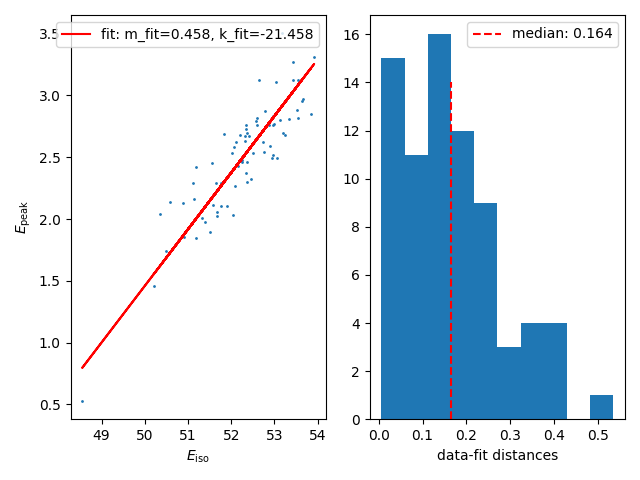 fit: m_fit=0.458, k_fit=-21.458
3.5
3.0
2.5
2.0
1.5
1.0
0.5
E_peak
49 50 51 52 53 54
E_iso
median: 0.164
16
14
12
10
8
6
4
2
0
0.0 0.1 0.2 0.3 0.4 0.5
data-fit distances